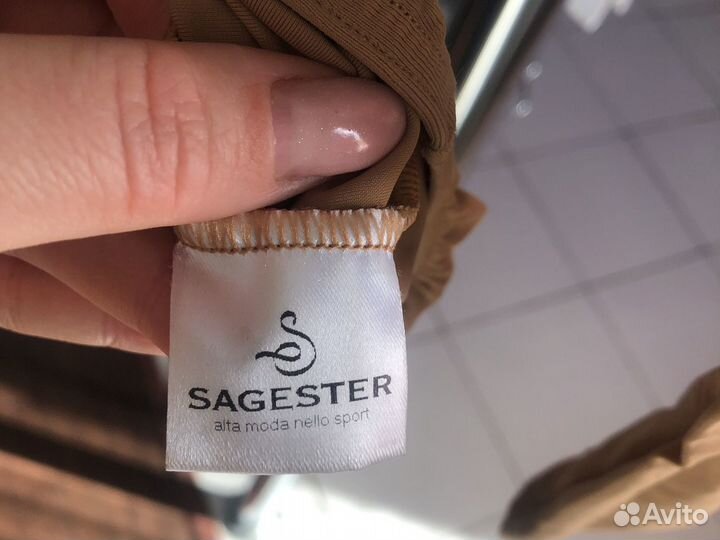 SAGESTER
alta moda nello sport
Avito